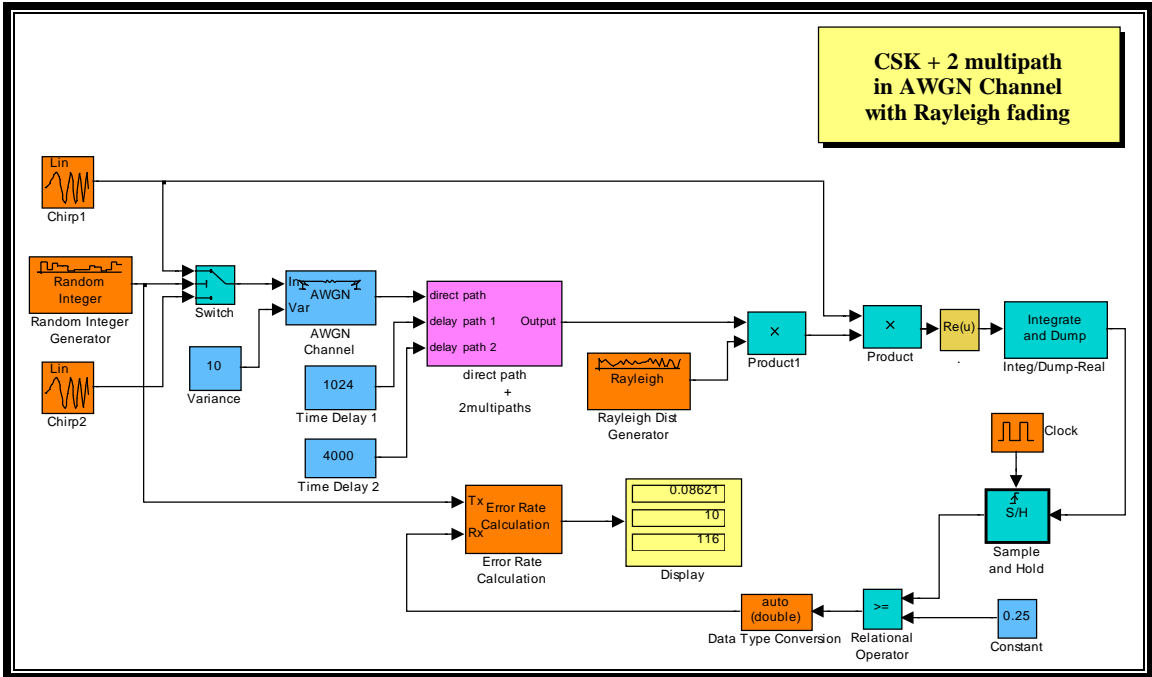 CSK + 2 multipath
in AWGN Channel
with Rayleigh fading
Lin
Chirp1
Random
Integer
Random Integer
Generator
Lin
Chirp2
Switch
10
Variance
In
AWGN
Var
AWGN
Channel
1024
Time Delay 1
4000
Time Delay 2
direct path
delay path 1
delay path 2
Output
direct path
+
2multipaths
Rayleigh
Rayleigh Dist
Generator
×
Product1
×
Product
Re(u)
.
Integrate
and Dump
Integ/Dump-Real
Clock
S/H
Sample
and Hold
Tx
Rx
Error Rate
Calculation
Error Rate
Calculation
0.08621
10
116
Display
auto
(double)
Data Type Conversion
>=
Relational
Operator
0.25
Constant